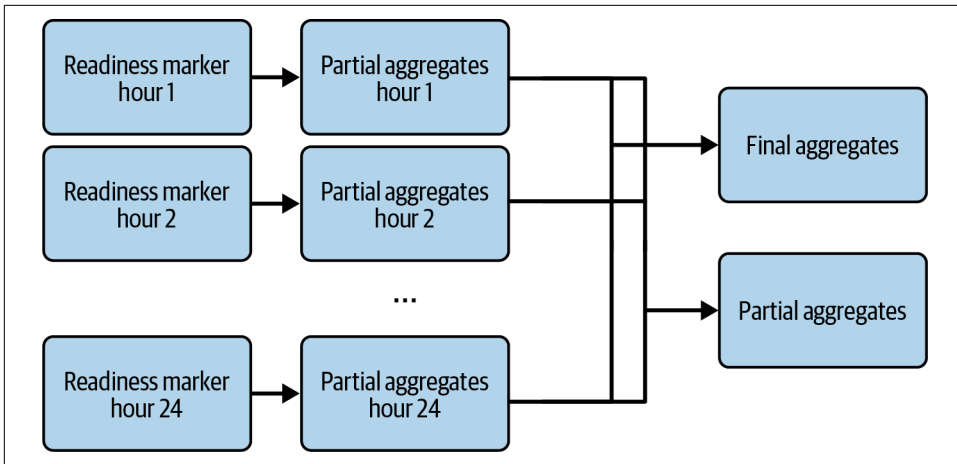 Readiness marker
hour 1
Partial aggregates
hour 1
Final aggregates
Readiness marker
hour 2
Partial aggregates
hour 2
Partial aggregates
...
Readiness marker
hour 24
Partial aggregates
hour 24